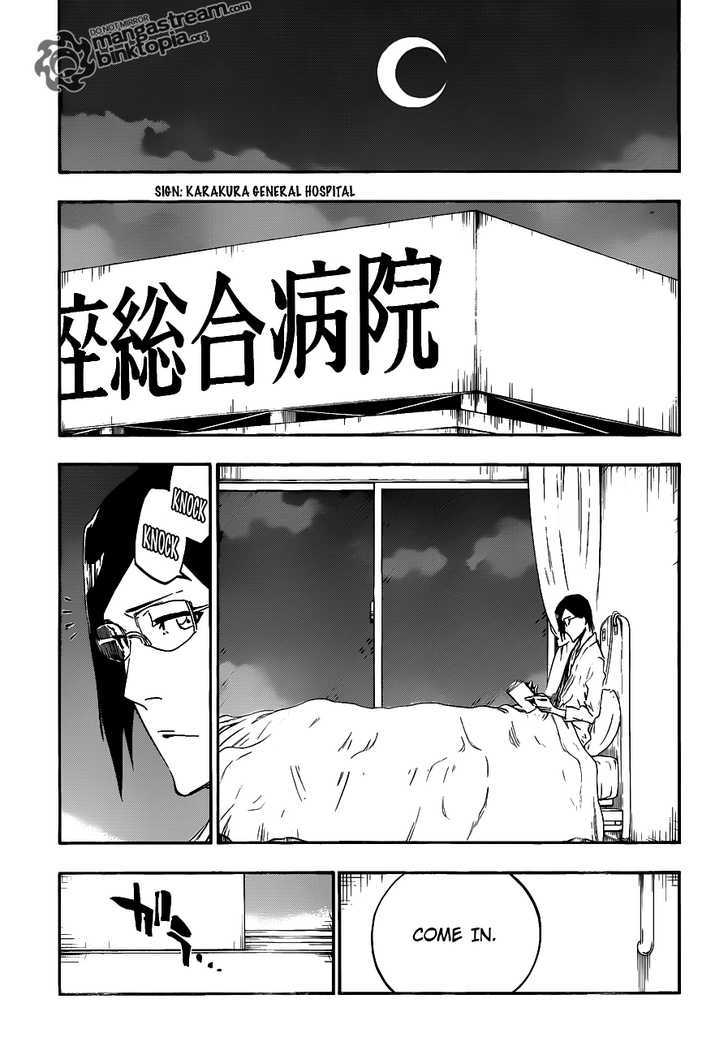 DO NOT MIRROR
mangastream.com
binktopia.org
SIGN: KARAKURA GENERAL HOSPITAL
座総合病院
KNOCK
KNOCK
COME IN.
ガラ…